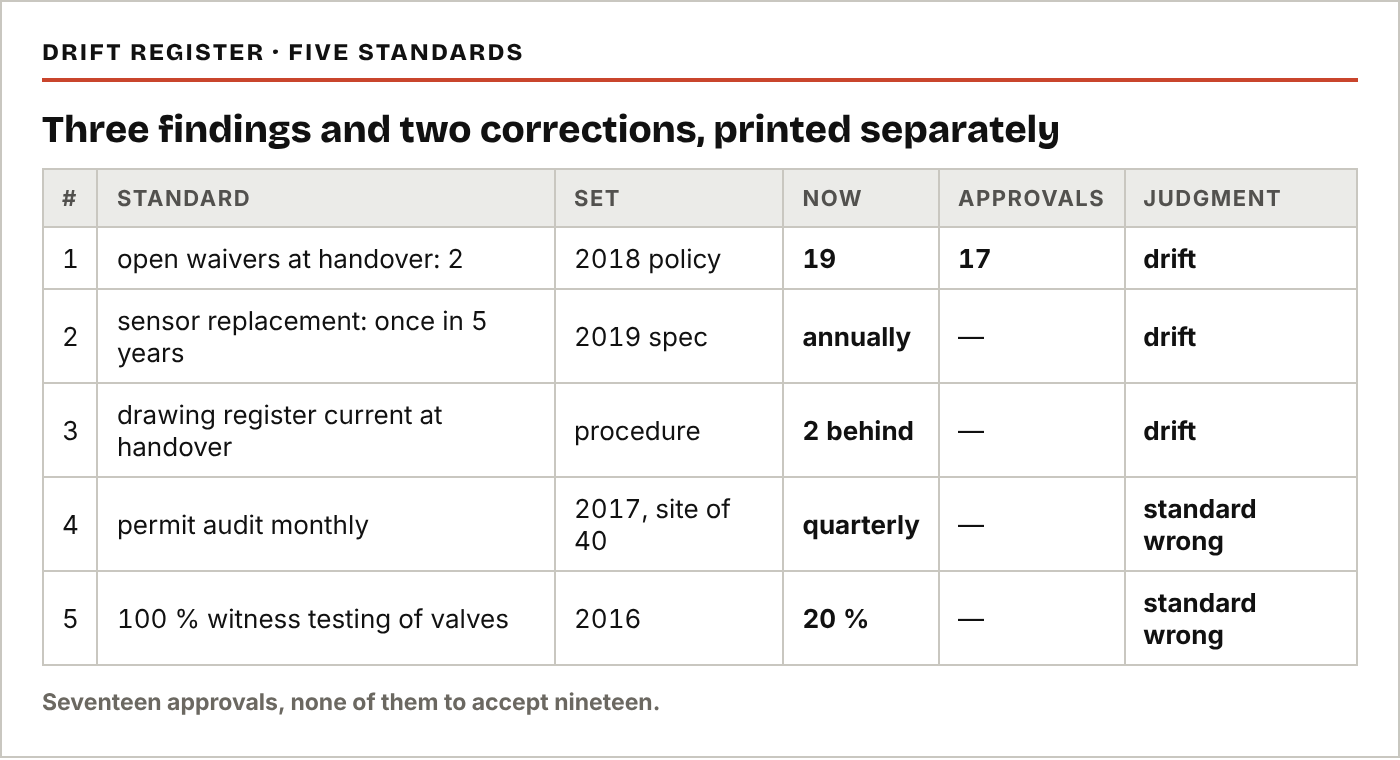 DRIFT REGISTER · FIVE STANDARDS
Three findings and two corrections, printed separately
# STANDARD SET NOW APPROVALS JUDGMENT
1 open waivers at handover: 2 2018 policy 19 17 drift
2 sensor replacement: once in 5 years 2019 spec annually — drift
3 drawing register current at handover procedure 2 behind — drift
4 permit audit monthly 2017, site of 40 quarterly — standard wrong
5 100 % witness testing of valves 2016 20 % — standard wrong
Seventeen approvals, none of them to accept nineteen.